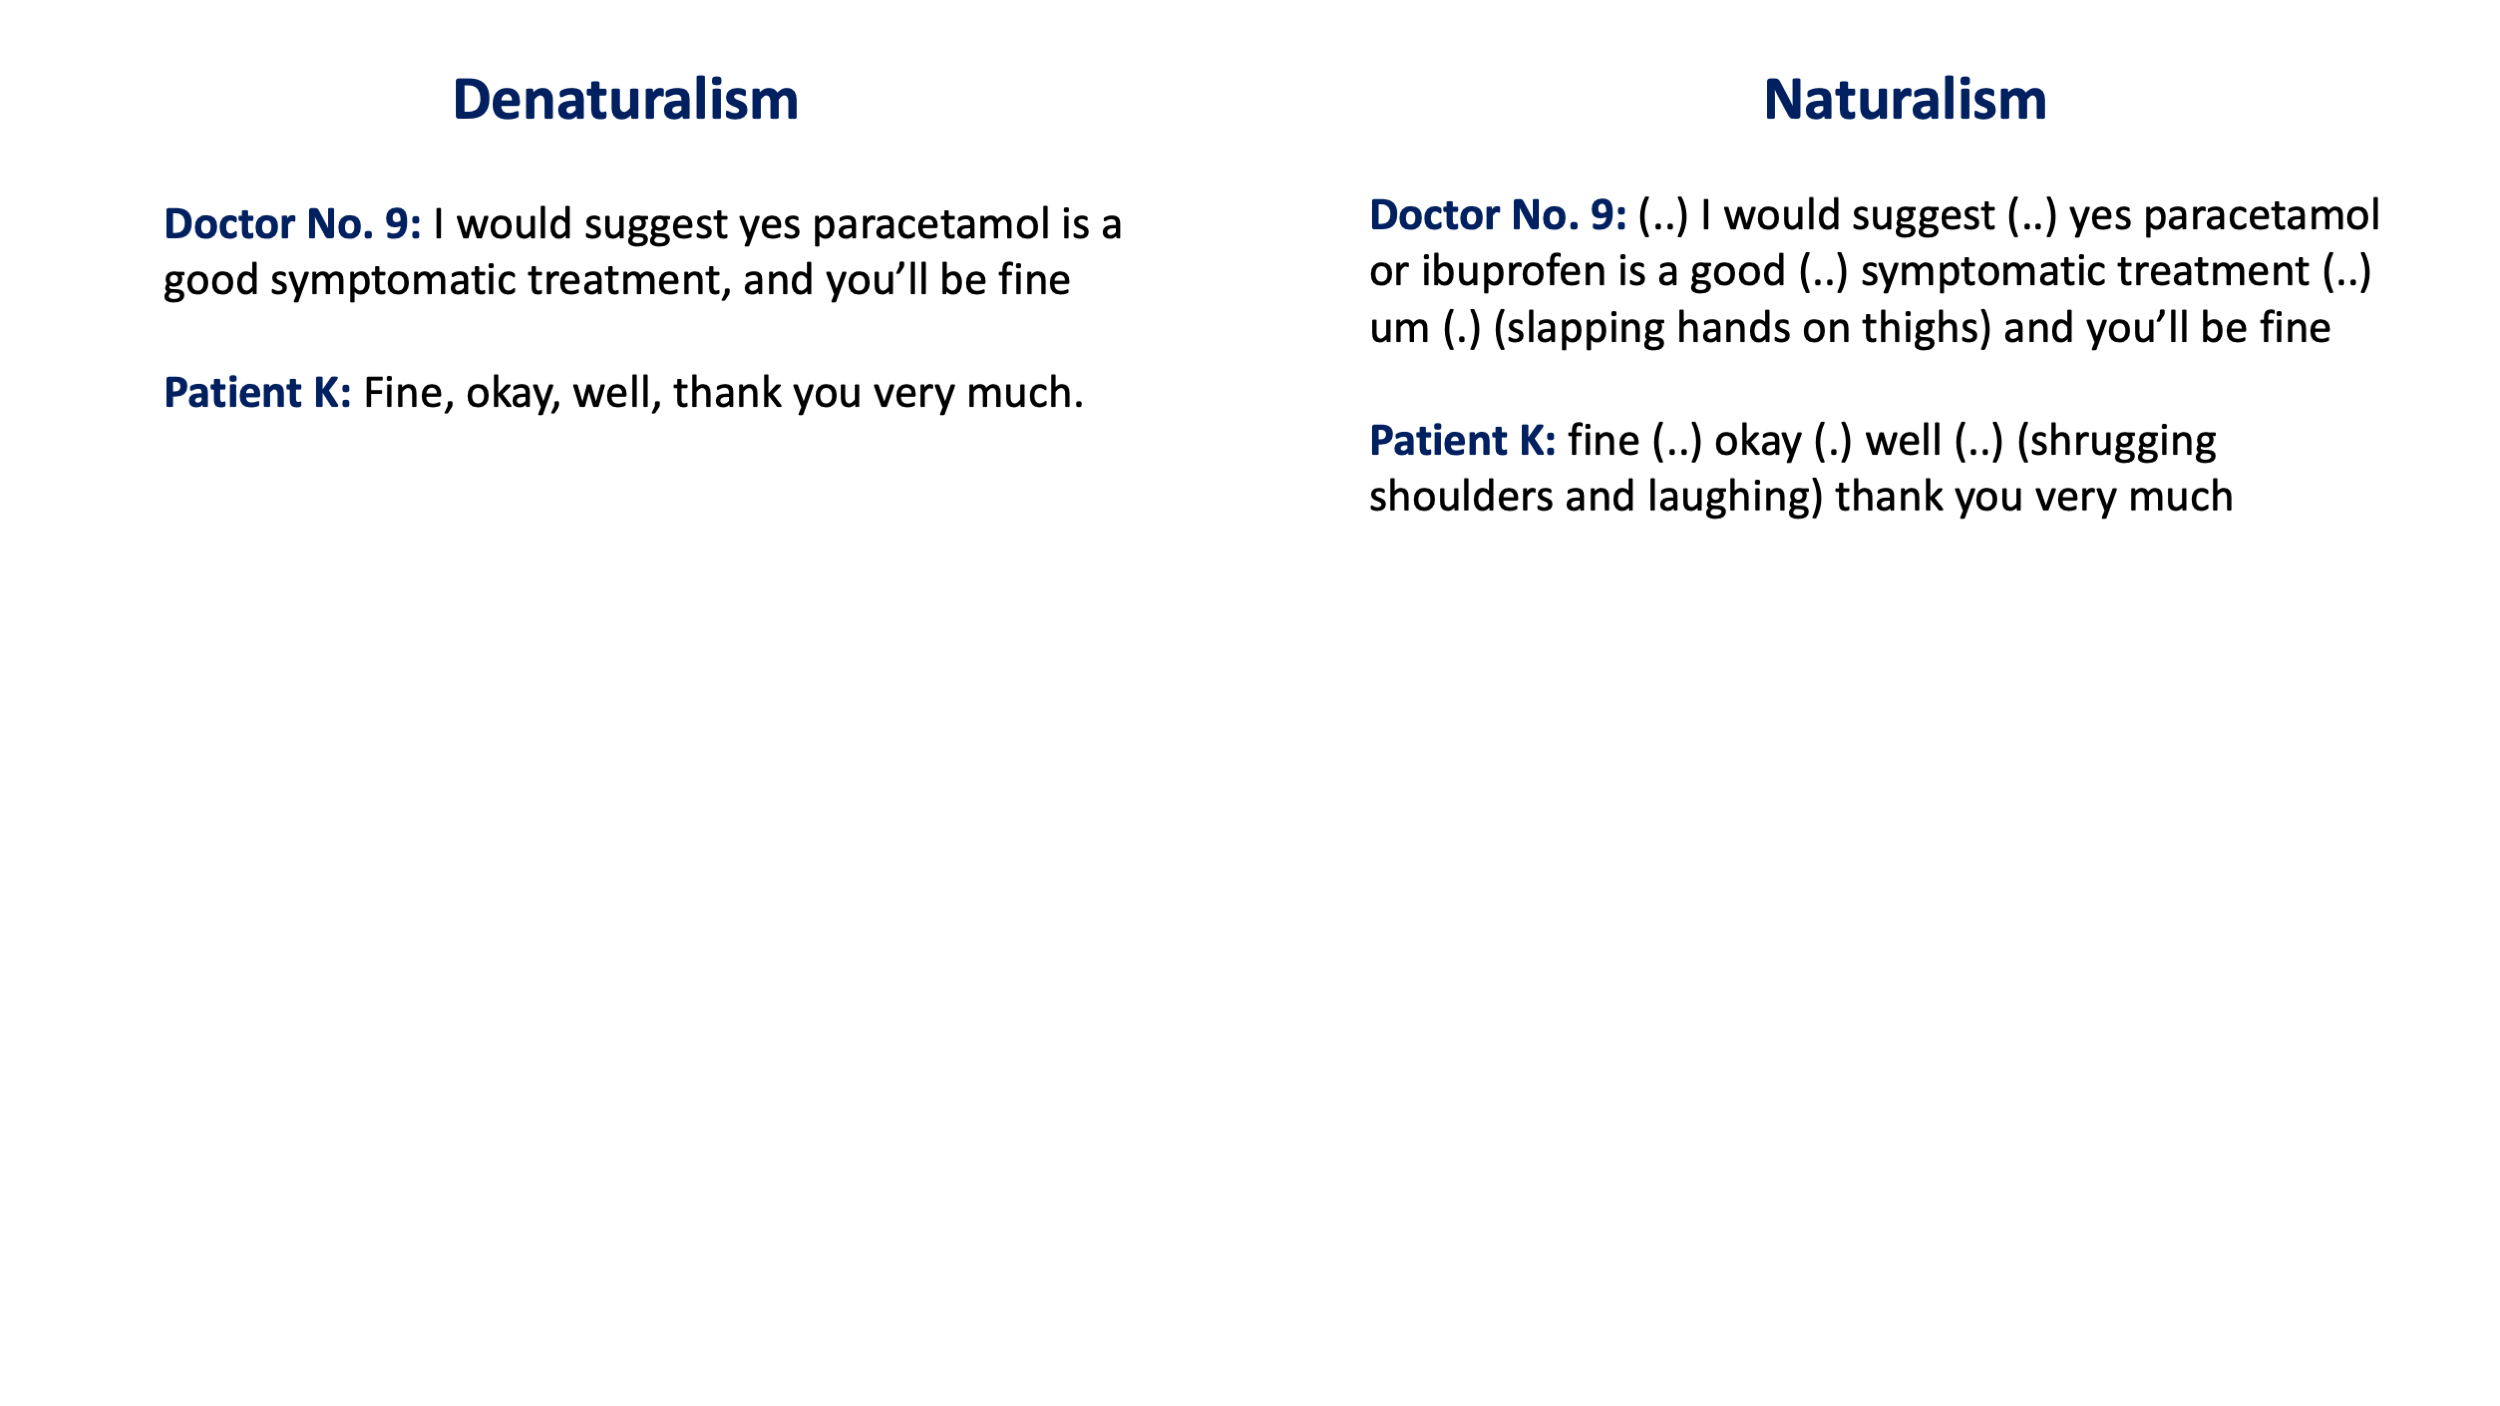 Denaturalism
Doctor No. 9: I would suggest yes paracetamol is a
good symptomatic treatment, and you’ll be fine
Patient K: Fine, okay, well, thank you very much.
Naturalism
Doctor No. 9: (..) I would suggest (..) yes paracetamol
or ibuprofen is a good (..) symptomatic treatment (..)
um (.) (slapping hands on thighs) and you’ll be fine
Patient K: fine (..) okay (.) well (..) (shrugging
shoulders and laughing) thank you very much